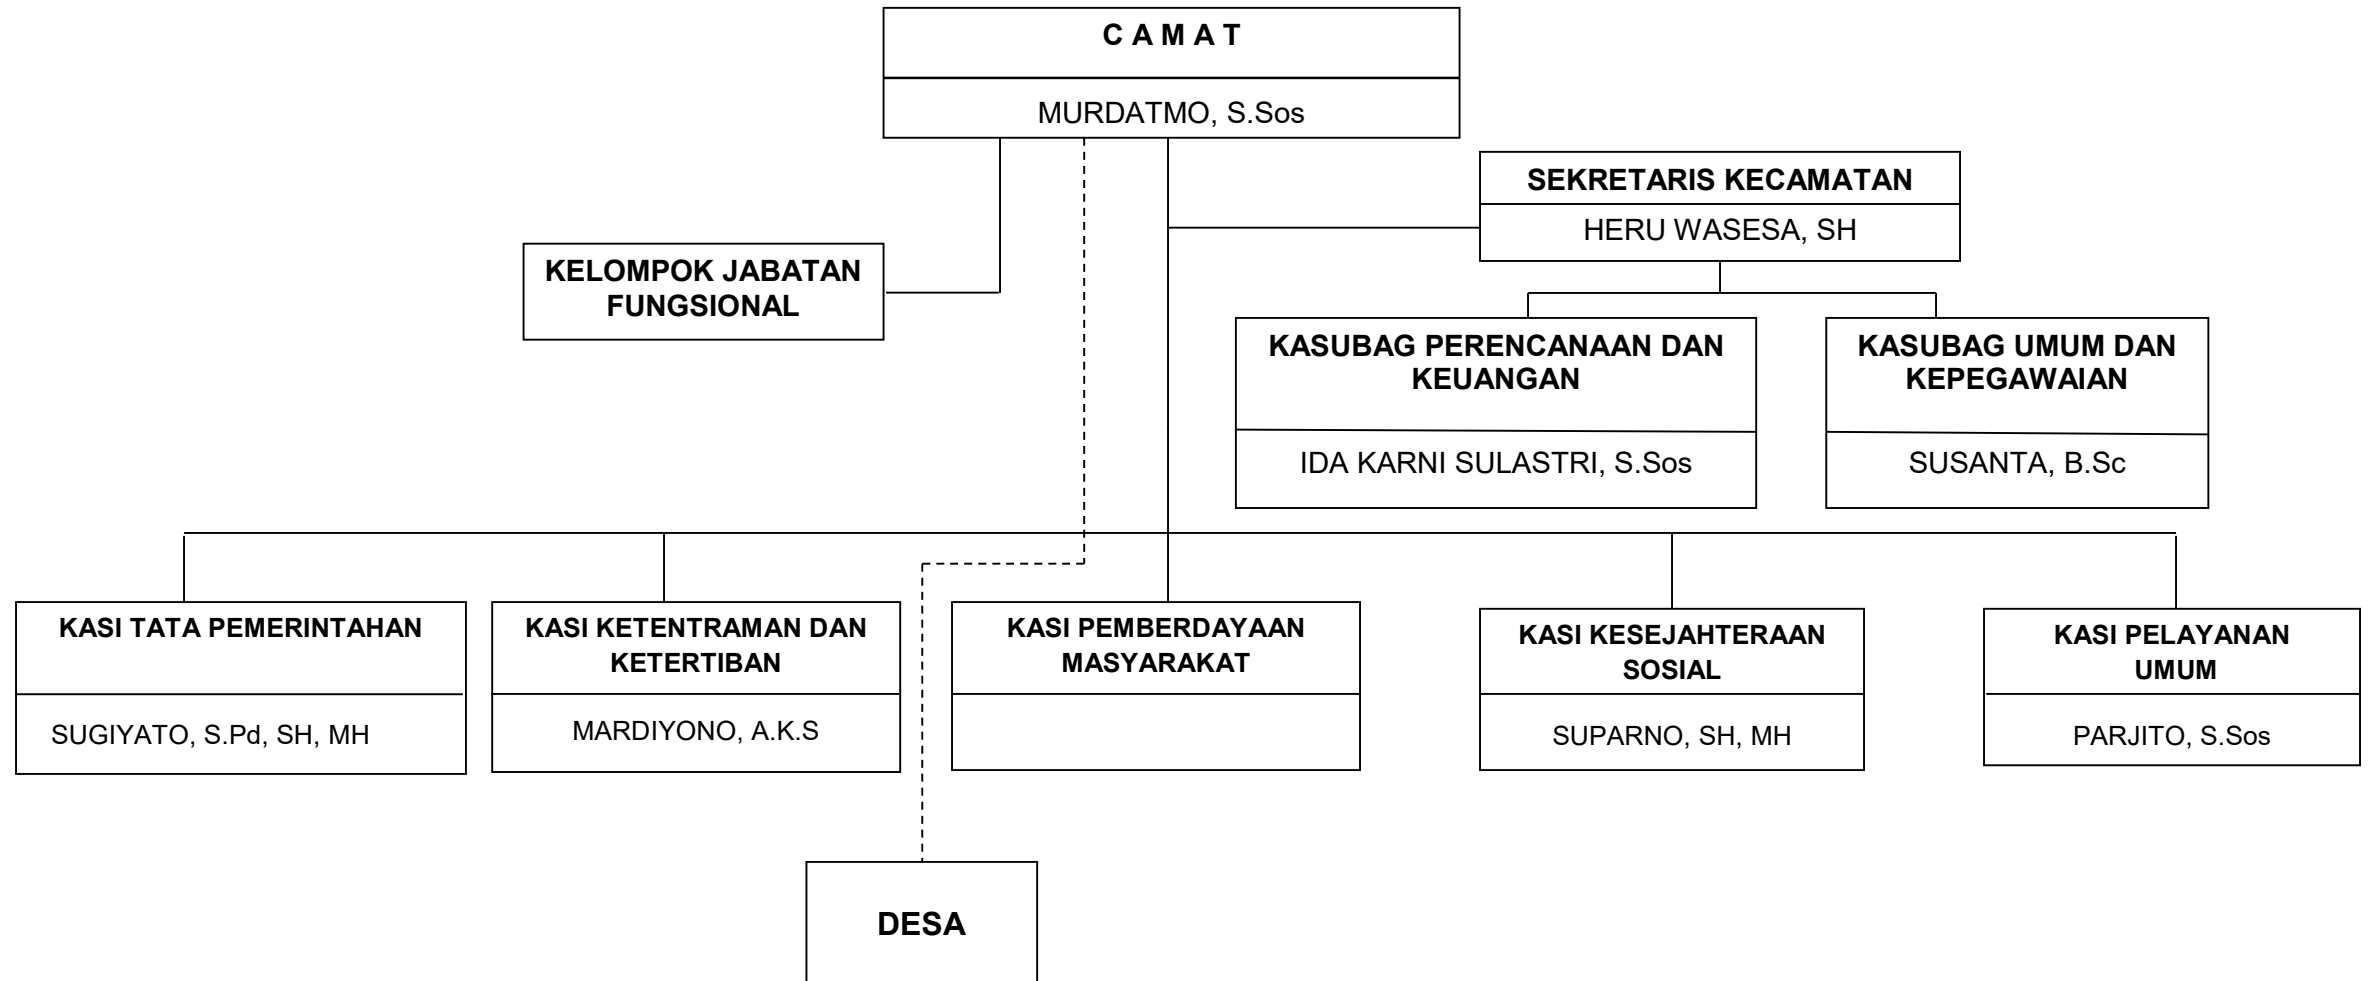 C A M A T
MURDATMO, S.Sos
SEKRETARIS KECAMATAN
HERU WASESA, SH
KELOMPOK JABATAN
FUNGSIONAL
KASUBAG PERENCANAAN DAN
KEUANGAN
IDA KARNI SULASTRI, S.Sos
KASUBAG UMUM DAN
KEPEGAWAIAN
SUSANTA, B.Sc
KASI TATA PEMERINTAHAN
SUGIYATO, S.Pd, SH, MH
KASI KETENTRAMAN DAN
KETERTIBAN
MARDIYONO, A.K.S
KASI PEMBERDAYAAN
MASYARAKAT
KASI KESEJAHTERAAN
SOSIAL
SUPARNO, SH, MH
KASI PELAYANAN
UMUM
PARJITO, S.Sos
DESA